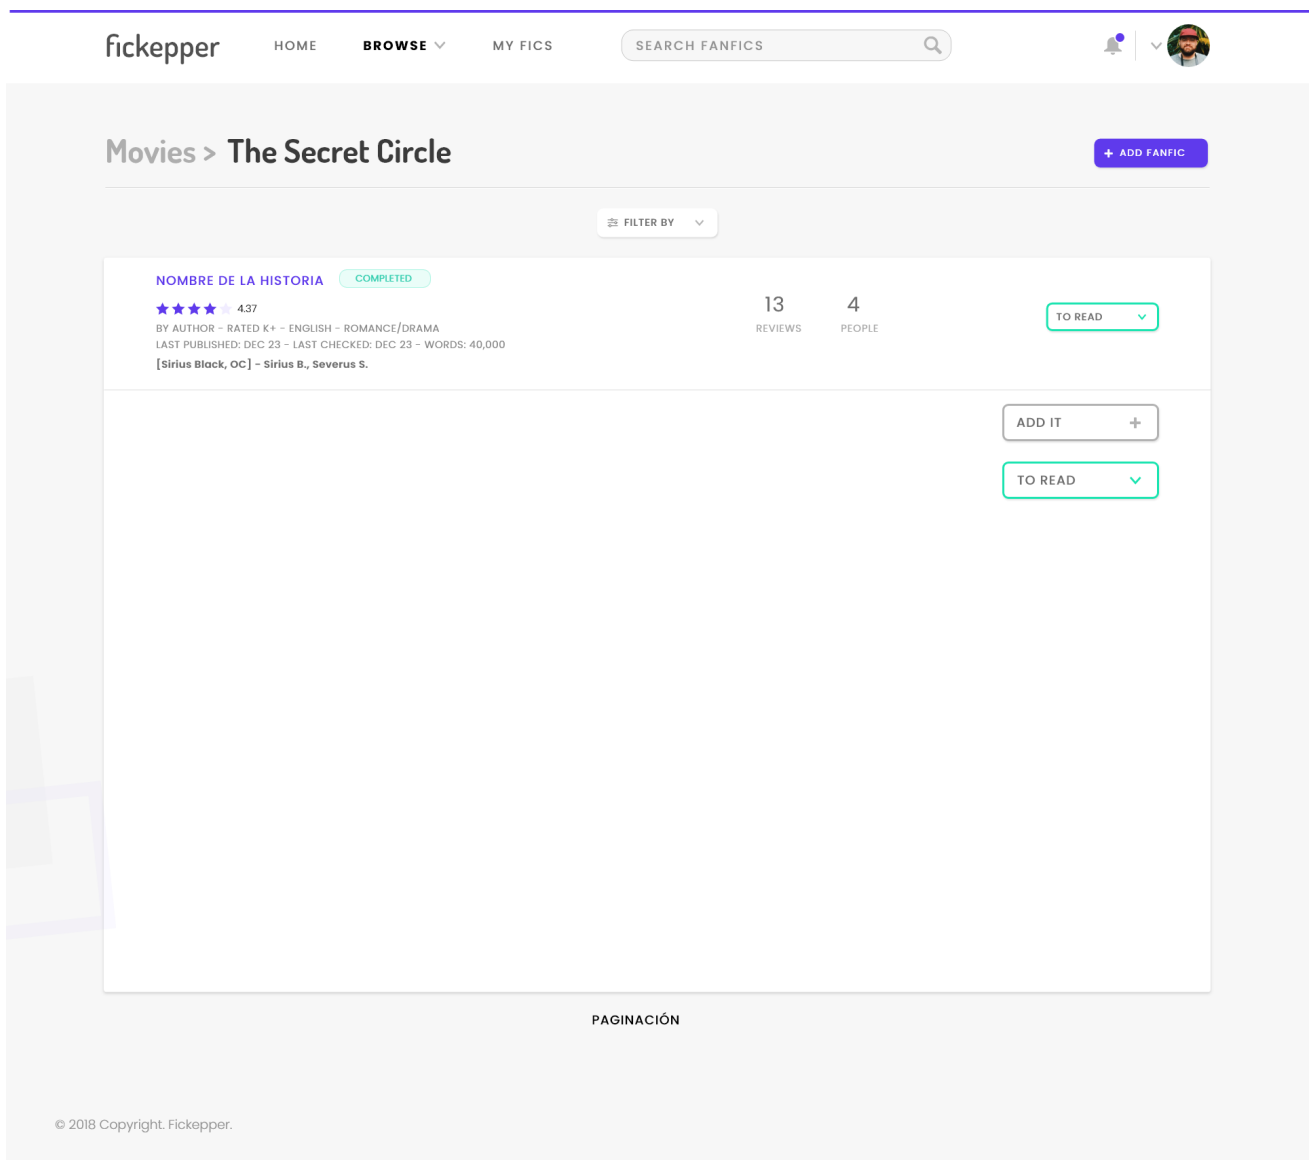 fickepper HOME BROWSE MY FICS SEARCH FANFICS
Movies > The Secret Circle + ADD FANFIC
FILTER BY
NOMBRE DE LA HISTORIA COMPLETED
4.37
BY AUTHOR - RATED K+ - ENGLISH - ROMANCE/DRAMA
LAST PUBLISHED: DEC 23 - LAST CHECKED: DEC 23 - WORDS: 40,000
[Sirius Black, OC] - Sirius B., Severus S.
13 4
REVIEWS PEOPLE
TO READ
ADD IT +
TO READ
PAGINACIÓN
© 2018 Copyright. Fickepper.